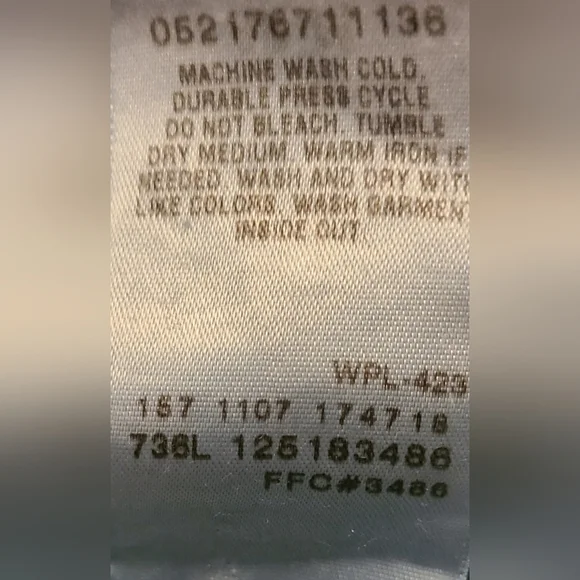 052176711136
MACHINE WASH COLD.
DURABLE PRESS CYCLE
DO NOT BLEACH. TUMBLE
DRY MEDIUM. WARM IRON IF
NEEDED. WASH AND DRY WITH
LIKE COLORS. WASH GARMEN
INSIDE OUT.
WPL-423
157 1107 174718
736L 125183486
FFC#3486